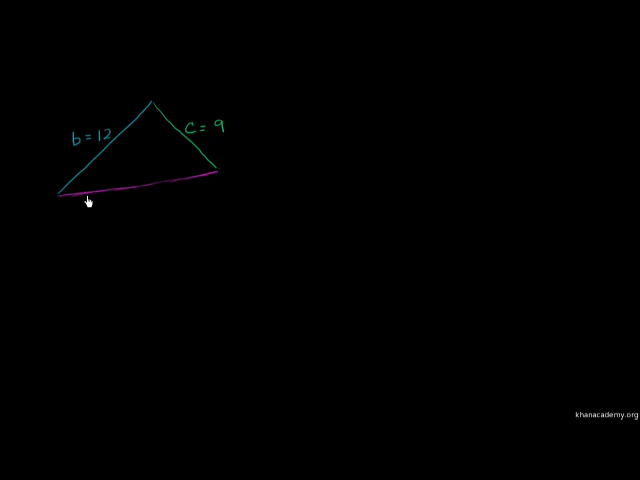 b = 12
c = 9
khanacademy.org